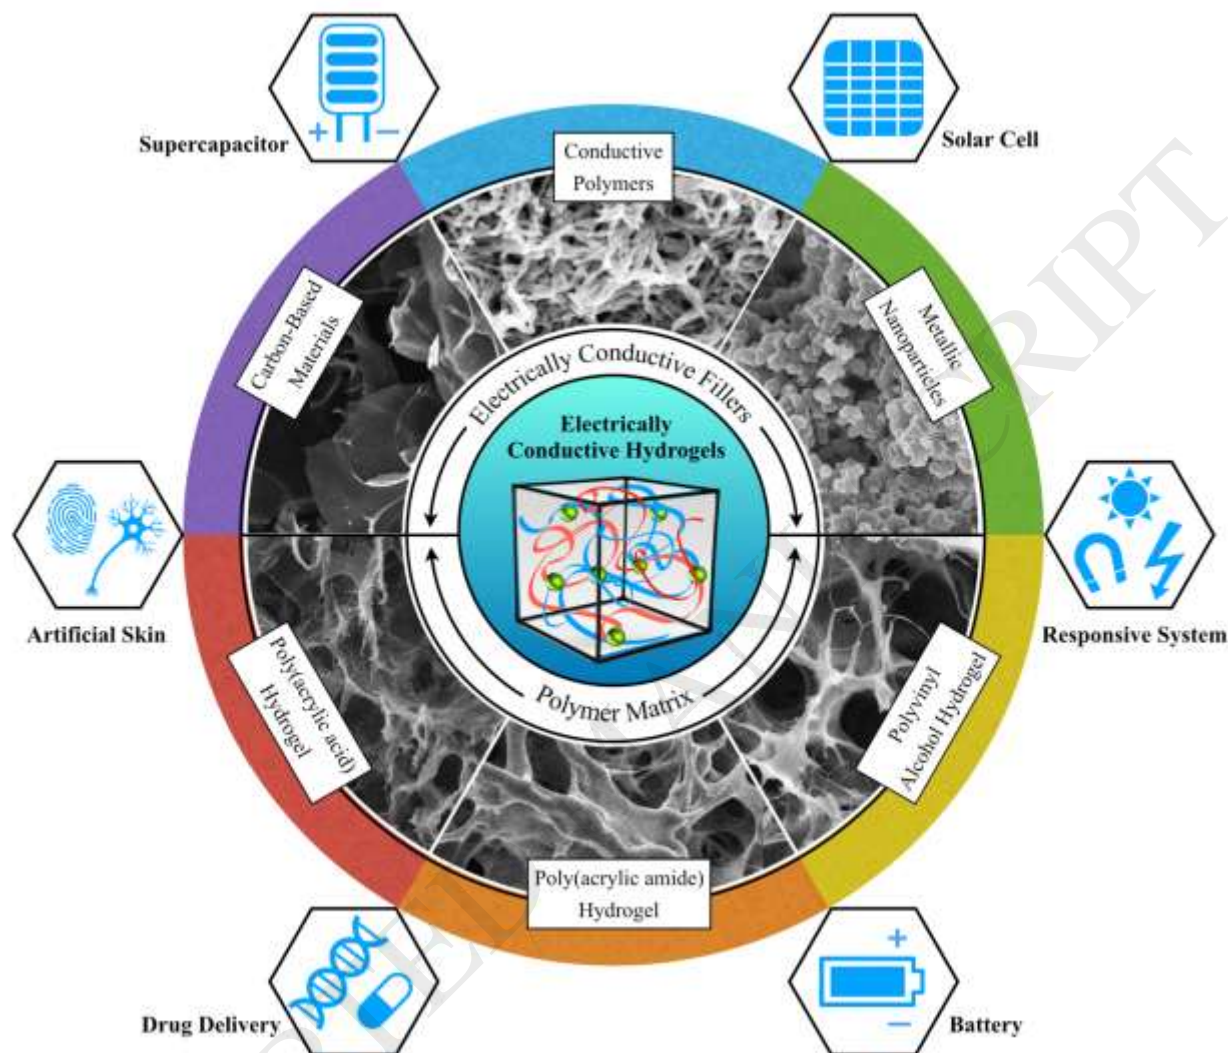 Supercapacitor
+ −
Solar Cell
Conductive
Polymers
Carbon-Based
Materials
Metallic
Nanoparticles
Electrically Conductive Fillers
Electrically
Conductive Hydrogels
Artificial Skin
Responsive System
Polymer Matrix
Poly(acrylic acid)
Hydrogel
Polyvinyl
Alcohol Hydrogel
Poly(acrylic amide)
Hydrogel
Drug Delivery
+
−
Battery